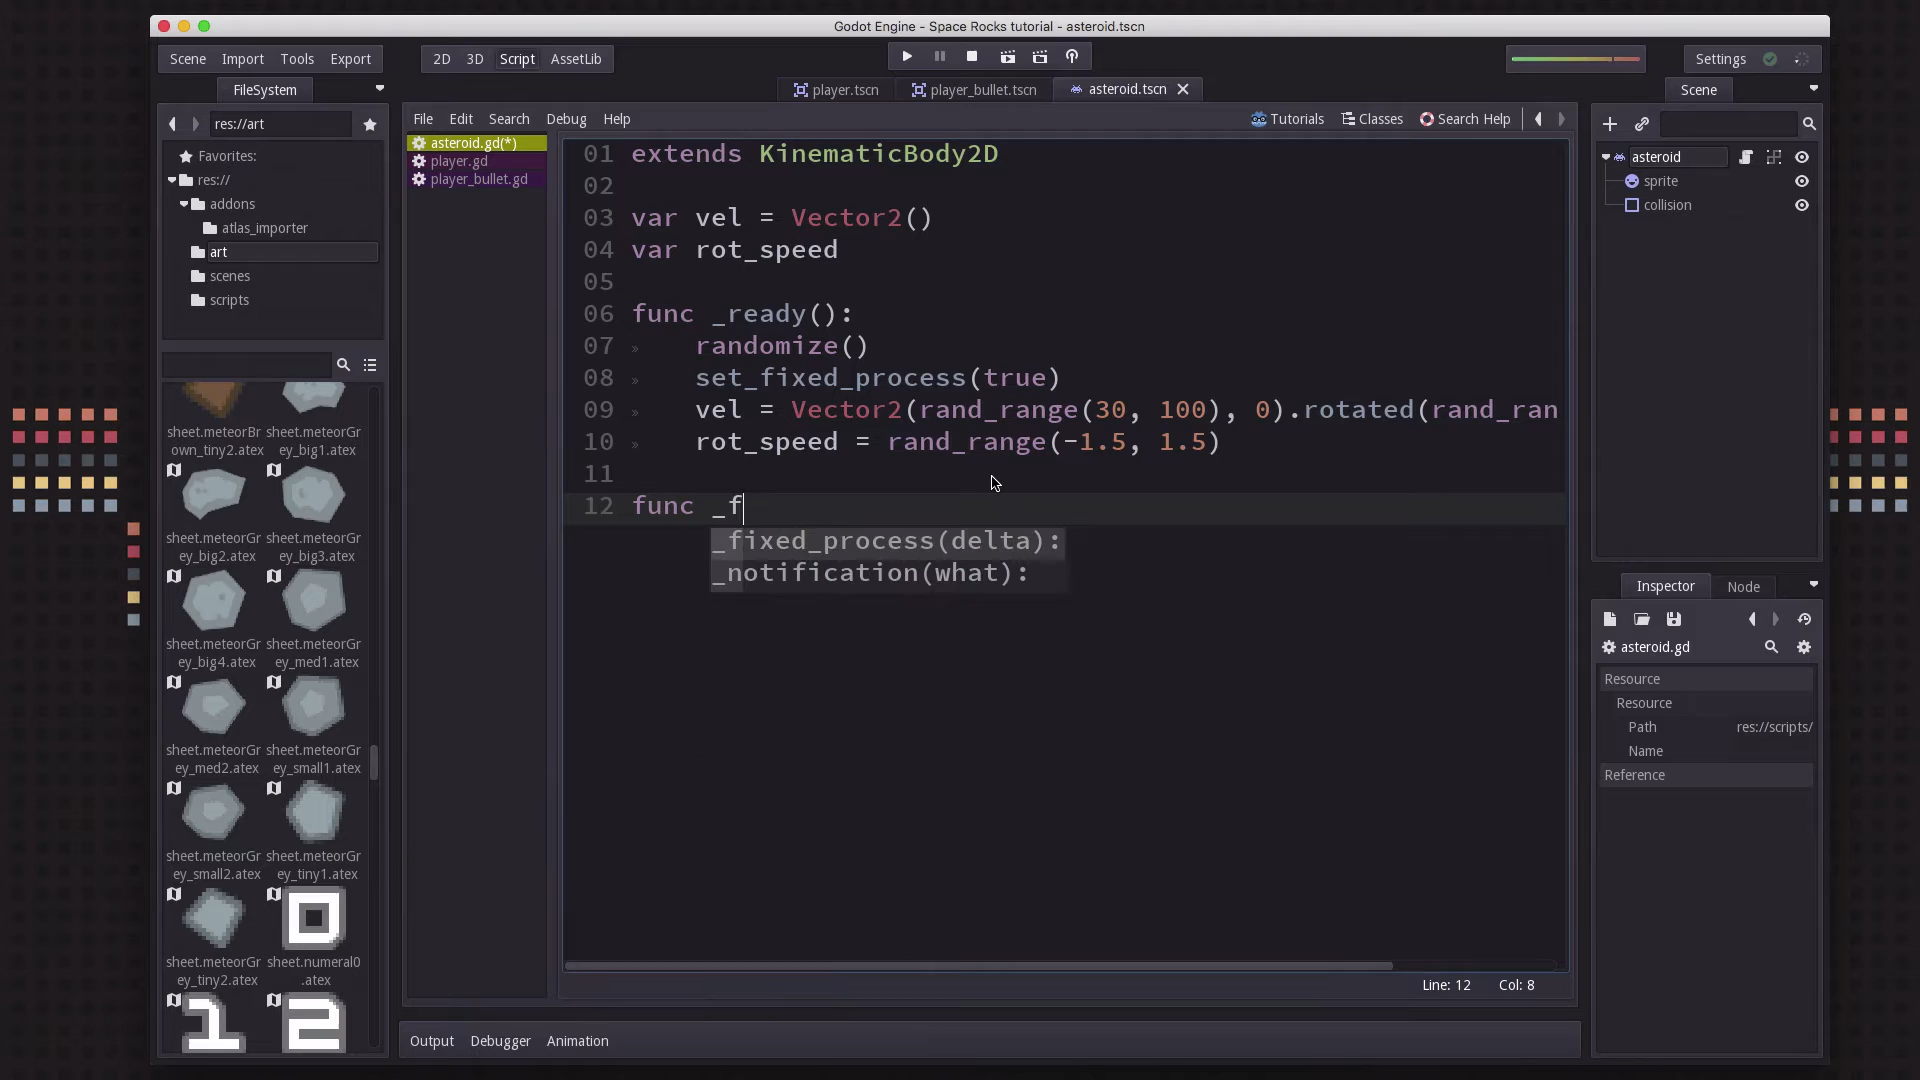 Godot Engine - Space Rocks tutorial - asteroid.tscn
Scene Import Tools Export
2D 3D Script AssetLib
Settings
FileSystem
player.tscn player_bullet.tscn asteroid.tscn
Scene
res://art
File Edit Search Debug Help
Tutorials Classes Search Help
asteroid.gd(*)
player.gd
player_bullet.gd
Favorites:
res://
addons
atlas_importer
art
scenes
scripts
01 extends KinematicBody2D
02
03 var vel = Vector2()
04 var rot_speed
05
06 func _ready():
07 randomize()
08 set_fixed_process(true)
09 vel = Vector2(rand_range(30, 100), 0).rotated(rand_ran
10 rot_speed = rand_range(-1.5, 1.5)
11
12 func _f
_fixed_process(delta):
_notification(what):
asteroid
sprite
collision
sheet.meteorBr
own_tiny2.atex
sheet.meteorGr
ey_big1.atex
sheet.meteorGr
ey_big2.atex
sheet.meteorGr
ey_big3.atex
sheet.meteorGr
ey_big4.atex
sheet.meteorGr
ey_med1.atex
sheet.meteorGr
ey_med2.atex
sheet.meteorGr
ey_small1.atex
sheet.meteorGr
ey_small2.atex
sheet.meteorGr
ey_tiny1.atex
sheet.meteorGr
ey_tiny2.atex
0
sheet.numeral0
.atex
1 2
Inspector Node
asteroid.gd
Resource
Resource
Path res://scripts/
Name
Reference
Line: 12 Col: 8
Output Debugger Animation